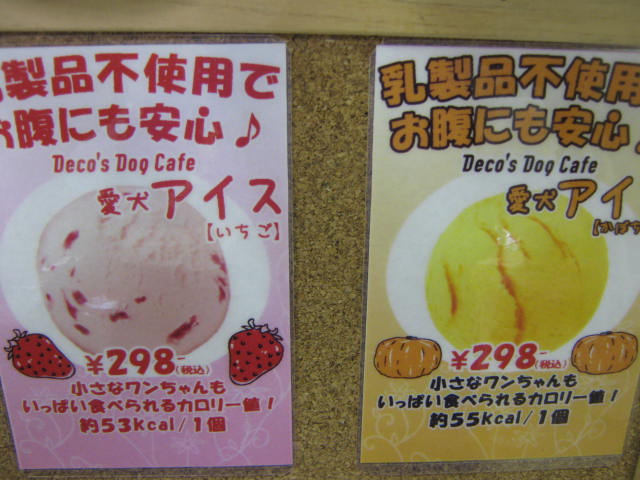 製品不使用で
お腹にも安心♪
Deco's Dog Cafe
愛犬アイス
【いちご】
¥298-(税込)
小さなワンちゃんも
いっぱい食べられるカロリー値!
約53kcal/1個
乳製品不使用
お腹にも安心
Deco's Dog Cafe
愛犬アイ
【かぼち
¥298-(税込)
小さなワンちゃんも
いっぱい食べられるカロリー値!
約55kcal/1個